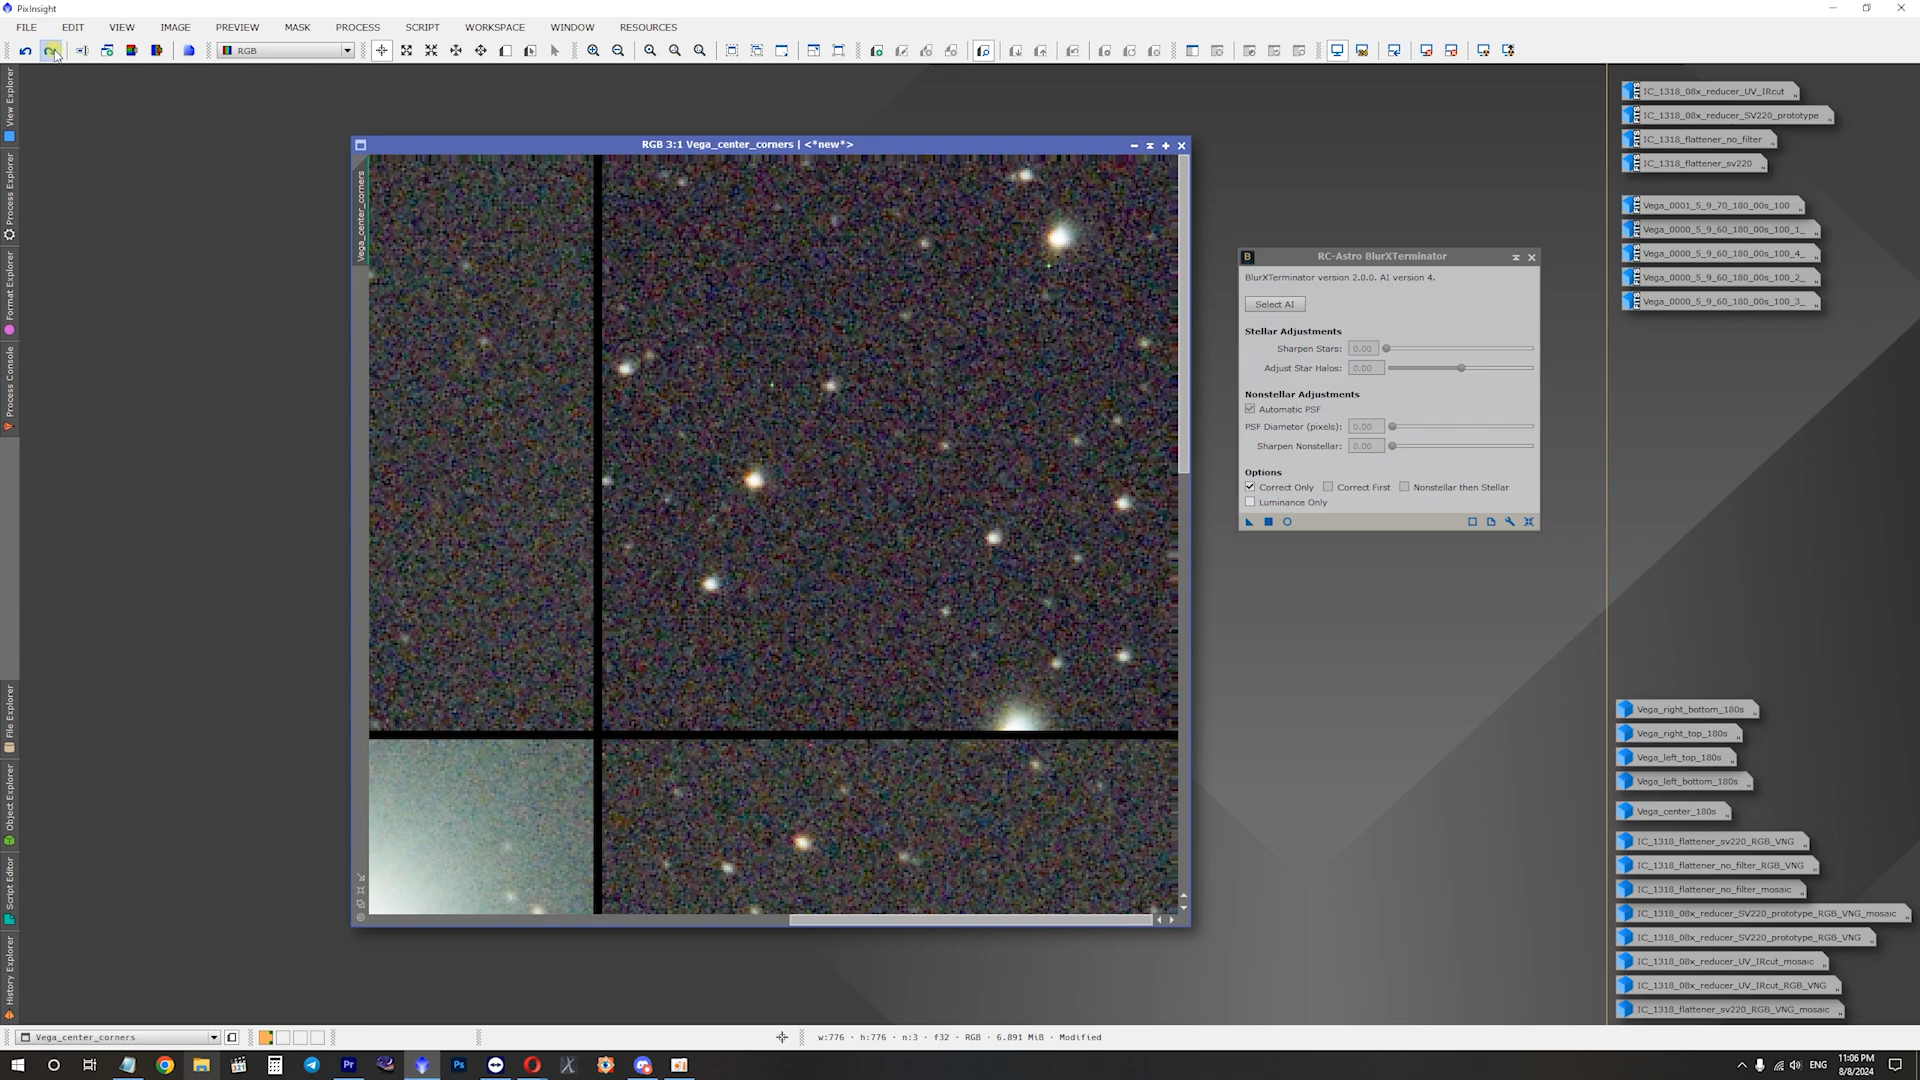 PixInsight
FILE EDIT VIEW IMAGE PREVIEW MASK PROCESS SCRIPT WORKSPACE WINDOW RESOURCES
RGB
View Explorer
Process Explorer
Format Explorer
Process Console
File Explorer
Object Explorer
Script Editor
History Explorer
RGB 3:1 Vega_center_corners | <*new*>
Vega_center_corners
RC-Astro BlurXTerminator
BlurXTerminator version 2.0.0. AI version 4.
Select AI
Stellar Adjustments
Sharpen Stars: 0.00
Adjust Star Halos: 0.00
Nonstellar Adjustments
Automatic PSF
PSF Diameter (pixels): 0.00
Sharpen Nonstellar: 0.00
Options
Correct Only Correct First Nonstellar then Stellar
Luminance Only
IC_1318_08x_reducer_UV_IRcut
IC_1318_08x_reducer_SV220_prototype
IC_1318_flattener_no_filter
IC_1318_flattener_sv220
Vega_0001_5_9_70_180_00s_100
Vega_0000_5_9_60_180_00s_100_1_
Vega_0000_5_9_60_180_00s_100_4_
Vega_0000_5_9_60_180_00s_100_2_
Vega_0000_5_9_60_180_00s_100_3_
Vega_right_bottom_180s
Vega_right_top_180s
Vega_left_top_180s
Vega_left_bottom_180s
Vega_center_180s
IC_1318_flattener_sv220_RGB_VNG
IC_1318_flattener_no_filter_RGB_VNG
IC_1318_flattener_no_filter_mosaic
IC_1318_08x_reducer_SV220_prototype_RGB_VNG_mosaic
IC_1318_08x_reducer_SV220_prototype_RGB_VNG
IC_1318_08x_reducer_UV_IRcut_mosaic
IC_1318_08x_reducer_UV_IRcut_RGB_VNG
IC_1318_flattener_sv220_RGB_VNG_mosaic
Vega_center_corners
w:776 · h:776 · n:3 · f32 · RGB · 6.891 MiB · Modified
ENG
11:06 PM
8/8/2024